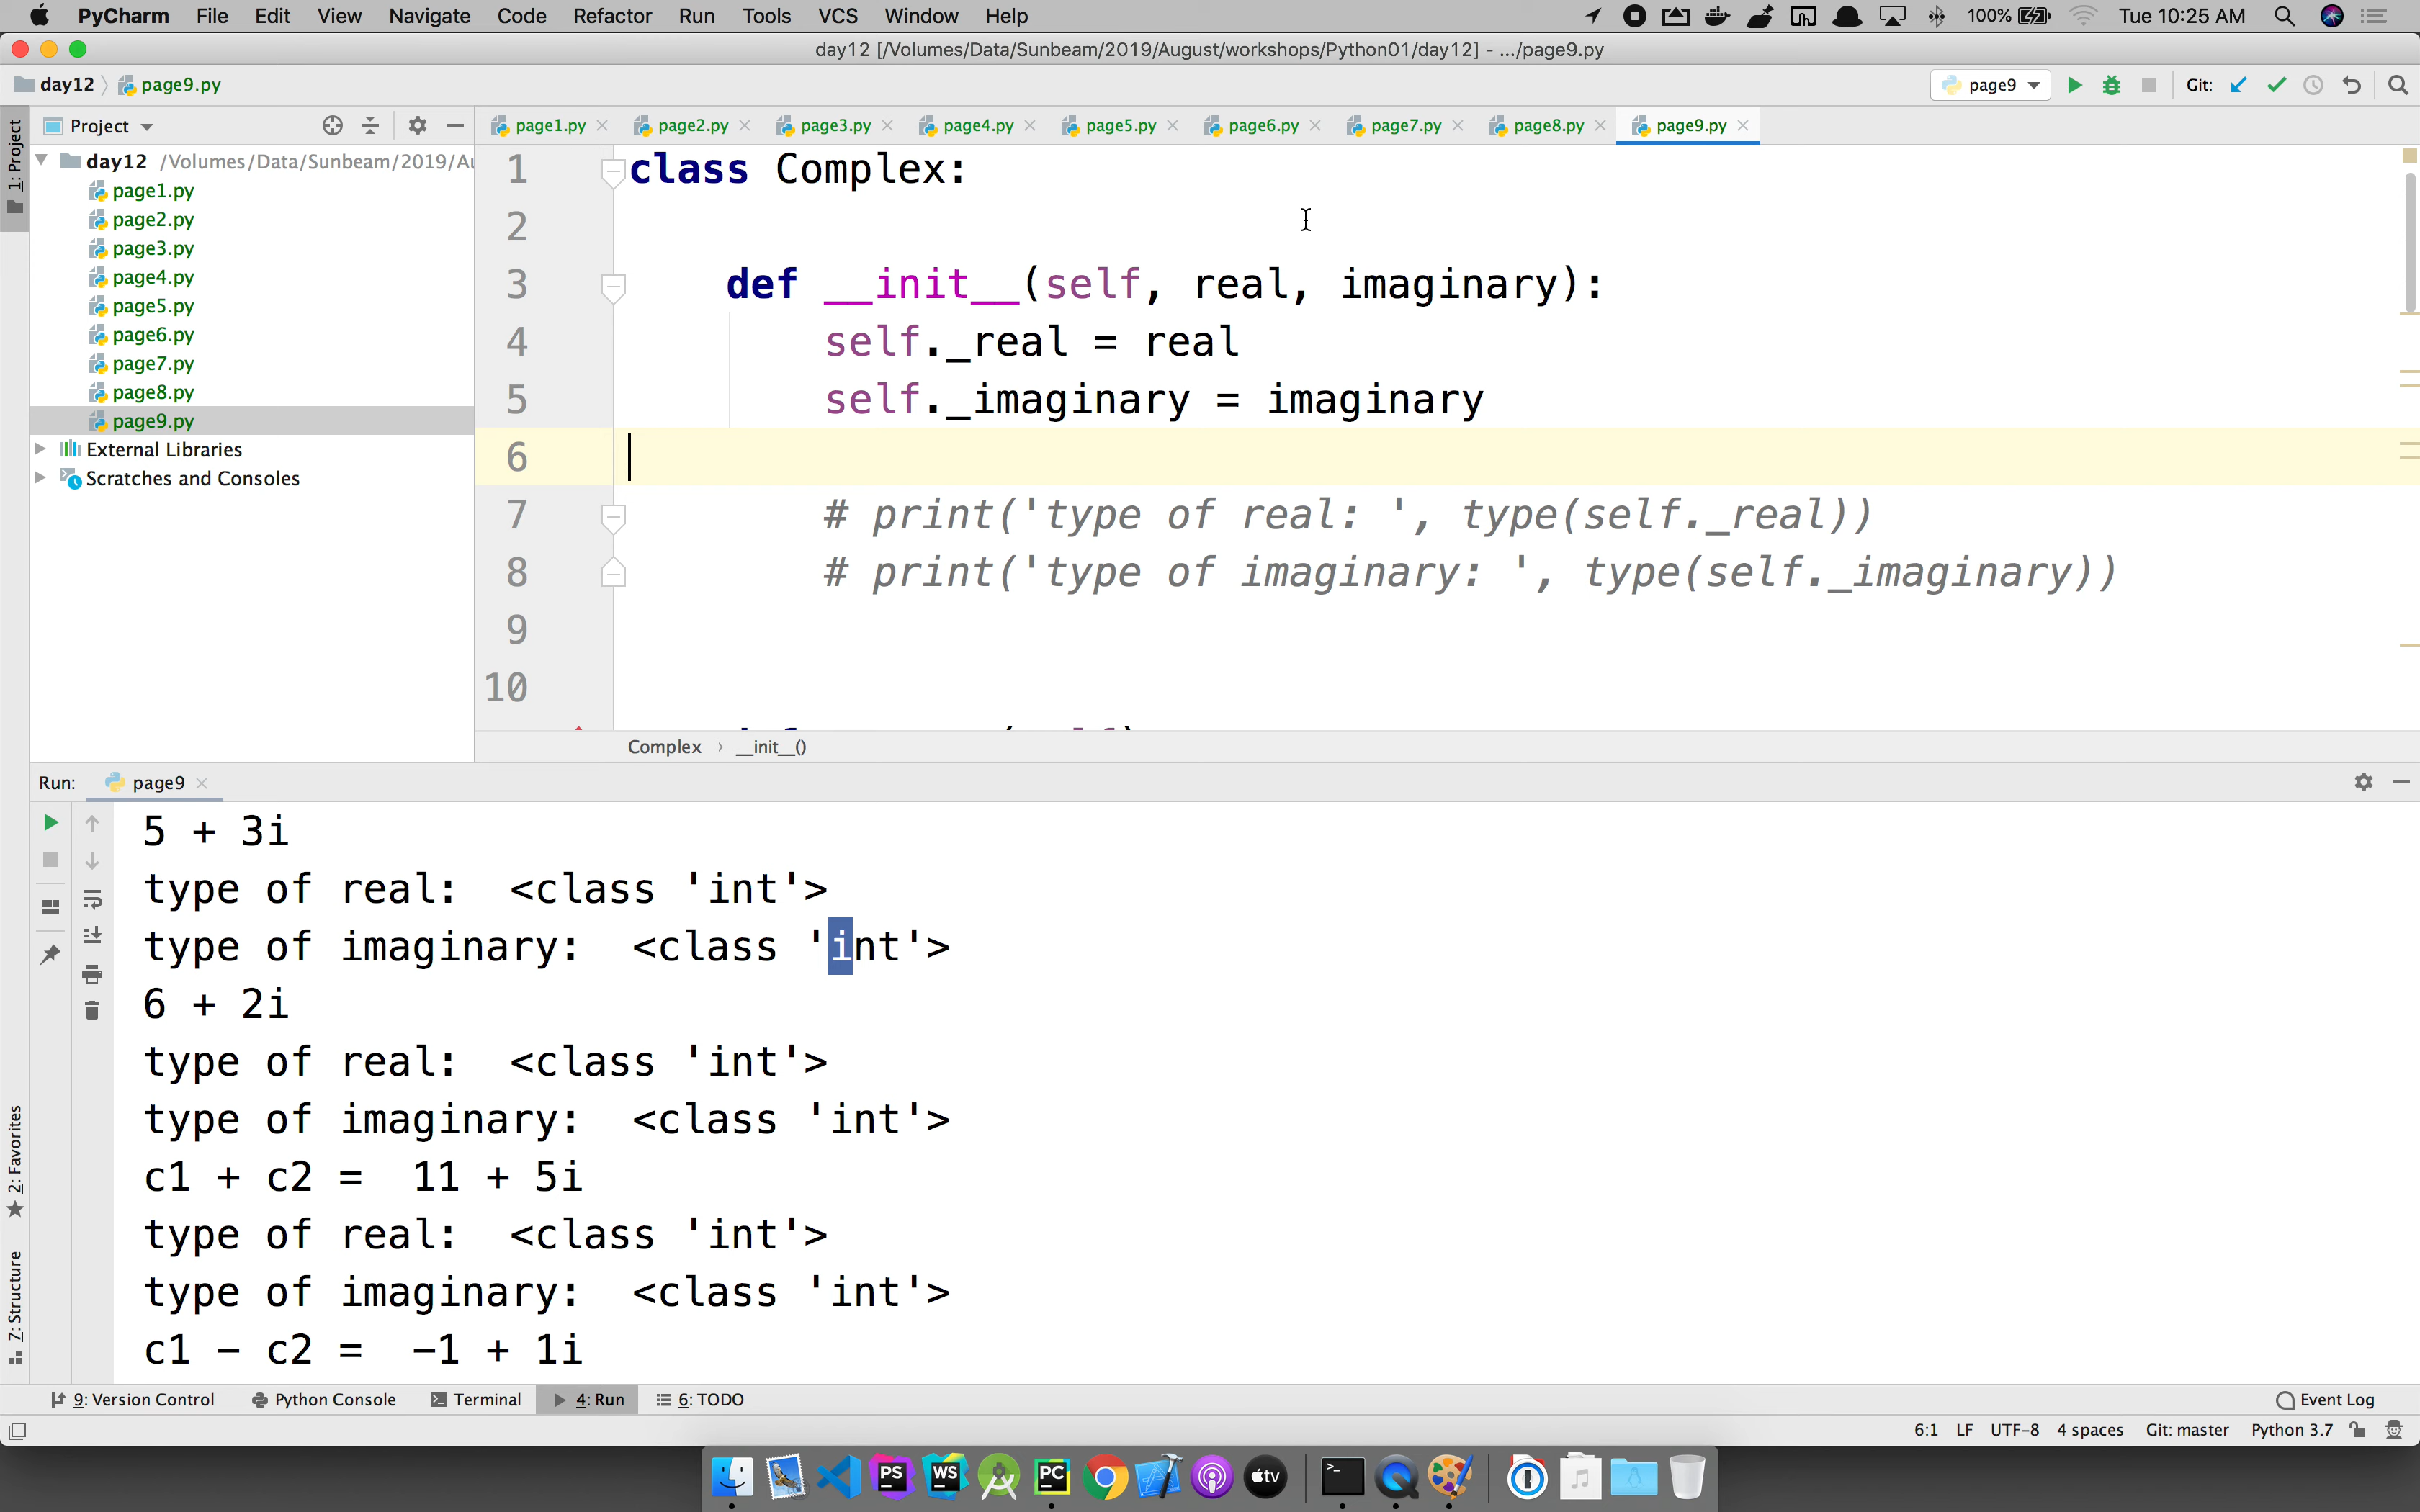 PyCharm File Edit View Navigate Code Refactor Run Tools VCS Window Help 100% Tue 10:25 AM
day12 [/Volumes/Data/Sunbeam/2019/August/workshops/Python01/day12] - .../page9.py
day12 page9.py page9 Git:
1: Project
Project
page1.py page2.py page3.py page4.py page5.py page6.py page7.py page8.py page9.py
day12 /Volumes/Data/Sunbeam/2019/Au
page1.py
page2.py
page3.py
page4.py
page5.py
page6.py
page7.py
page8.py
page9.py
External Libraries
Scratches and Consoles
1 class Complex:
2
3 def __init__(self, real, imaginary):
4 self._real = real
5 self._imaginary = imaginary
6
7 # print('type of real: ', type(self._real))
8 # print('type of imaginary: ', type(self._imaginary))
9
10
Complex › __init__()
Run: page9
5 + 3i
type of real:  <class 'int'>
type of imaginary:  <class 'int'>
6 + 2i
type of real:  <class 'int'>
type of imaginary:  <class 'int'>
c1 + c2 =  11 + 5i
type of real:  <class 'int'>
type of imaginary:  <class 'int'>
c1 - c2 =  -1 + 1i
2: Favorites
7: Structure
9: Version Control Python Console Terminal 4: Run 6: TODO Event Log
6:1 LF UTF-8 4 spaces Git: master Python 3.7
PS WS PC tv